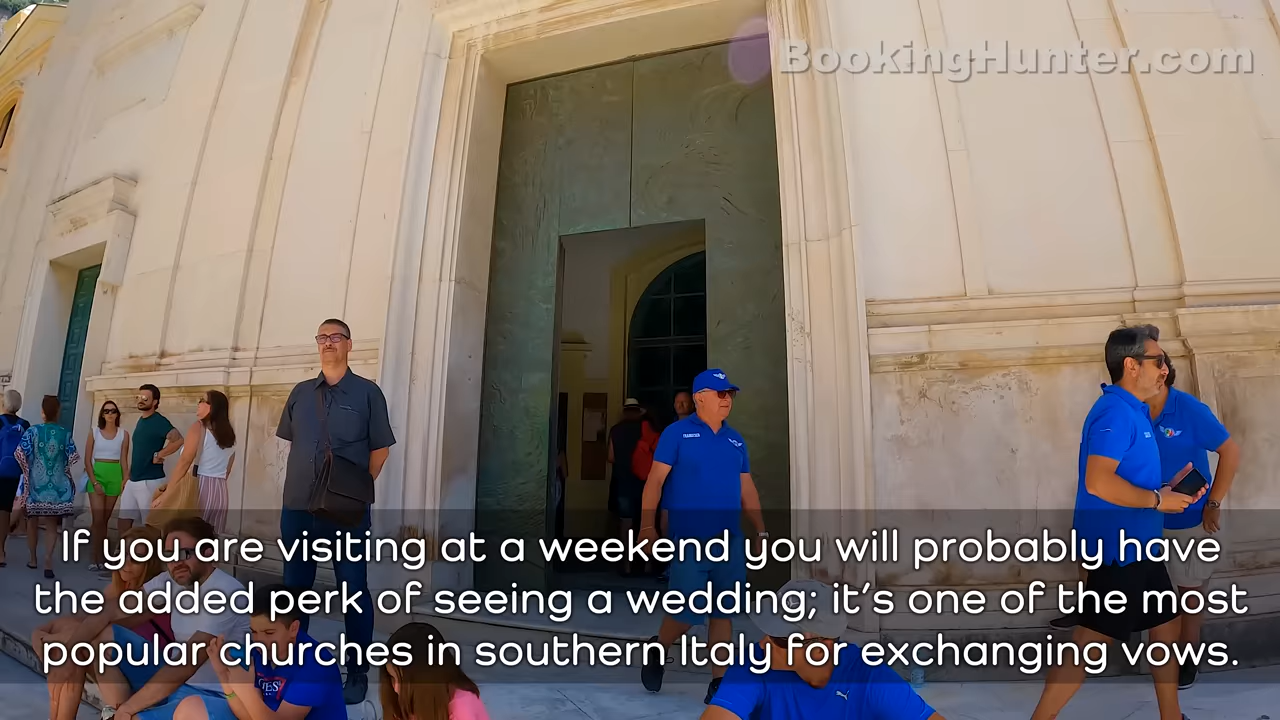 BookingHunter.com
If you are visiting at a weekend you will probably have
the added perk of seeing a wedding; it's one of the most
popular churches in southern Italy for exchanging vows.